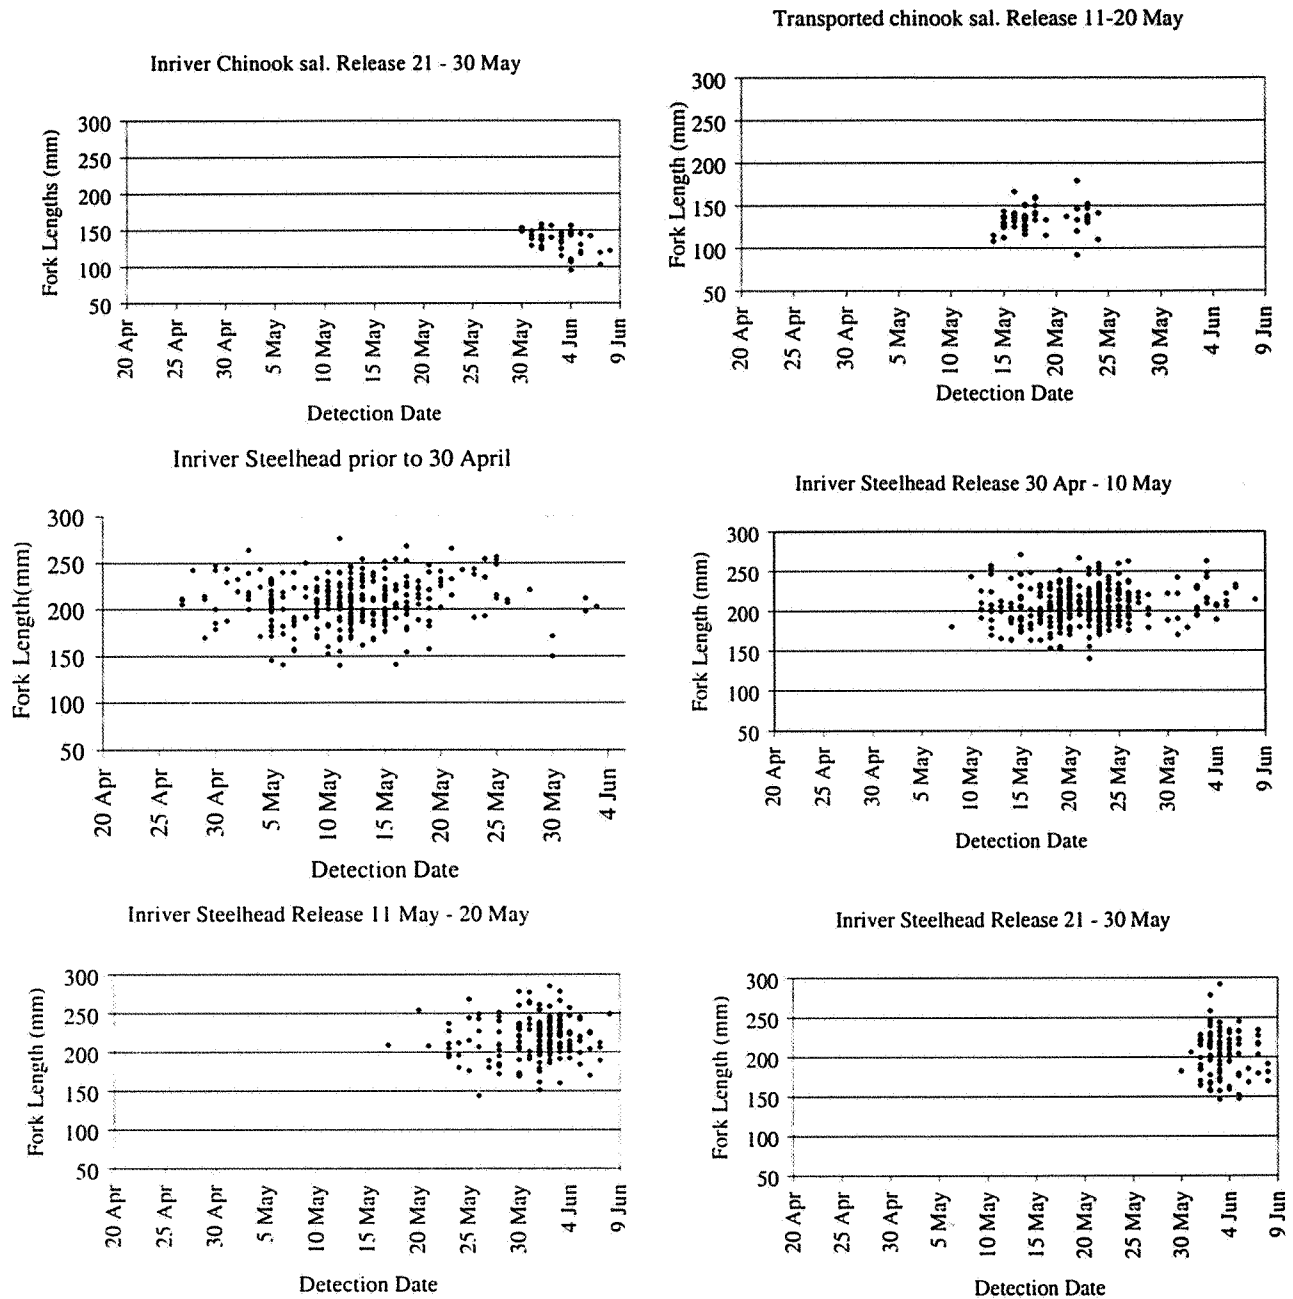 Inriver Chinook sal. Release 21 - 30 May
Fork Lengths (mm)
300
250
200
150
100
50
20 Apr
25 Apr
30 Apr
5 May
10 May
15 May
20 May
25 May
30 May
4 Jun
9 Jun
Detection Date
Transported chinook sal. Release 11-20 May
Fork Length (mm)
300
250
200
150
100
50
20 Apr
25 Apr
30 Apr
5 May
10 May
15 May
20 May
25 May
30 May
4 Jun
9 Jun
Detection Date
Inriver Steelhead prior to 30 April
Fork Length(mm)
300
250
200
150
100
50
20 Apr
25 Apr
30 Apr
5 May
10 May
15 May
20 May
25 May
30 May
4 Jun
Detection Date
Inriver Steelhead Release 30 Apr - 10 May
Fork Length (mm)
300
250
200
150
100
50
20 Apr
25 Apr
30 Apr
5 May
10 May
15 May
20 May
25 May
30 May
4 Jun
9 Jun
Detection Date
Inriver Steelhead Release 11 May - 20 May
Fork Length (mm)
300
250
200
150
100
50
20 Apr
25 Apr
30 Apr
5 May
10 May
15 May
20 May
25 May
30 May
4 Jun
9 Jun
Detection Date
Inriver Steelhead Release 21 - 30 May
Fork Length (mm)
300
250
200
150
100
50
20 Apr
25 Apr
30 Apr
5 May
10 May
15 May
20 May
25 May
30 May
4 Jun
9 Jun
Detection Date